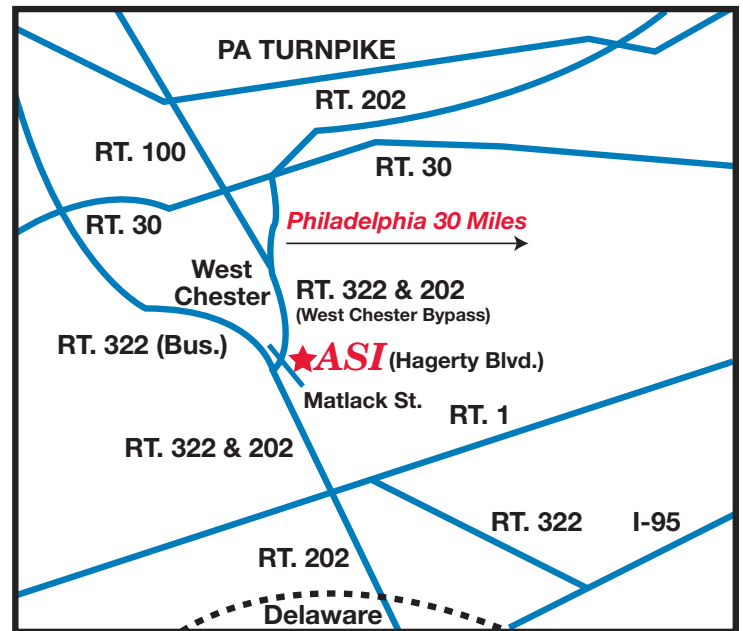 PA TURNPIKE
RT. 202
RT. 100
RT. 30
RT. 30
Philadelphia 30 Miles
West
Chester
RT. 322 & 202
(West Chester Bypass)
RT. 322 (Bus.)
ASI (Hagerty Blvd.)
Matlack St.
RT. 1
RT. 322 & 202
RT. 322
I-95
RT. 202
Delaware